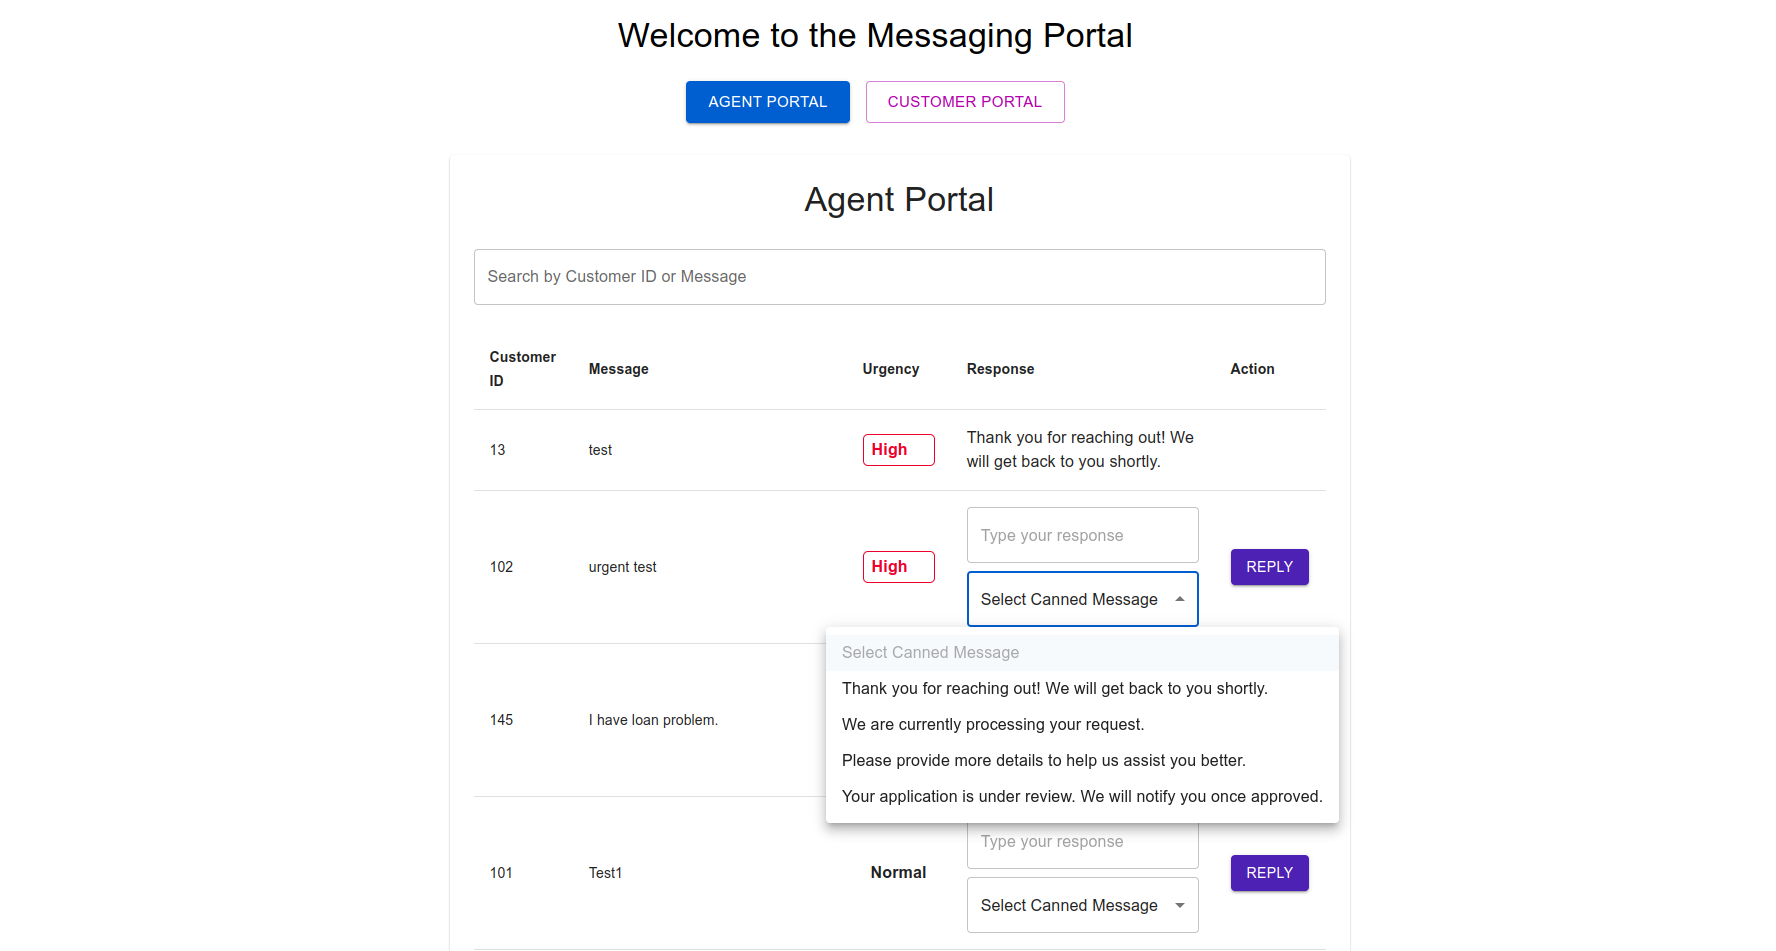 Welcome to the Messaging Portal
AGENT PORTAL
CUSTOMER PORTAL
Agent Portal
Search by Customer ID or Message
Customer
ID
Message
Urgency
Response
Action
13
test
High
Thank you for reaching out! We
will get back to you shortly.
102
urgent test
High
Type your response
Select Canned Message
REPLY
Select Canned Message
Thank you for reaching out! We will get back to you shortly.
We are currently processing your request.
Please provide more details to help us assist you better.
Your application is under review. We will notify you once approved.
145
I have loan problem.
101
Test1
Normal
Type your response
Select Canned Message
REPLY